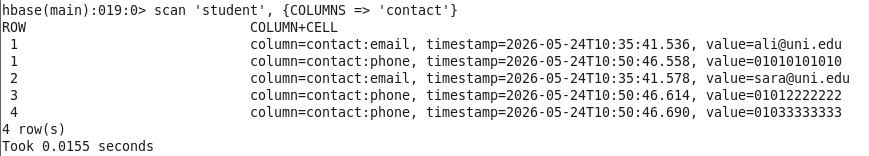 hbase(main):019:0> scan 'student', {COLUMNS => 'contact'}
ROW                          COLUMN+CELL
 1                           column=contact:email, timestamp=2026-05-24T10:35:41.536, value=ali@uni.edu
 1                           column=contact:phone, timestamp=2026-05-24T10:50:46.558, value=01010101010
 2                           column=contact:email, timestamp=2026-05-24T10:35:41.578, value=sara@uni.edu
 3                           column=contact:phone, timestamp=2026-05-24T10:50:46.614, value=01012222222
 4                           column=contact:phone, timestamp=2026-05-24T10:50:46.690, value=01033333333
4 row(s)
Took 0.0155 seconds